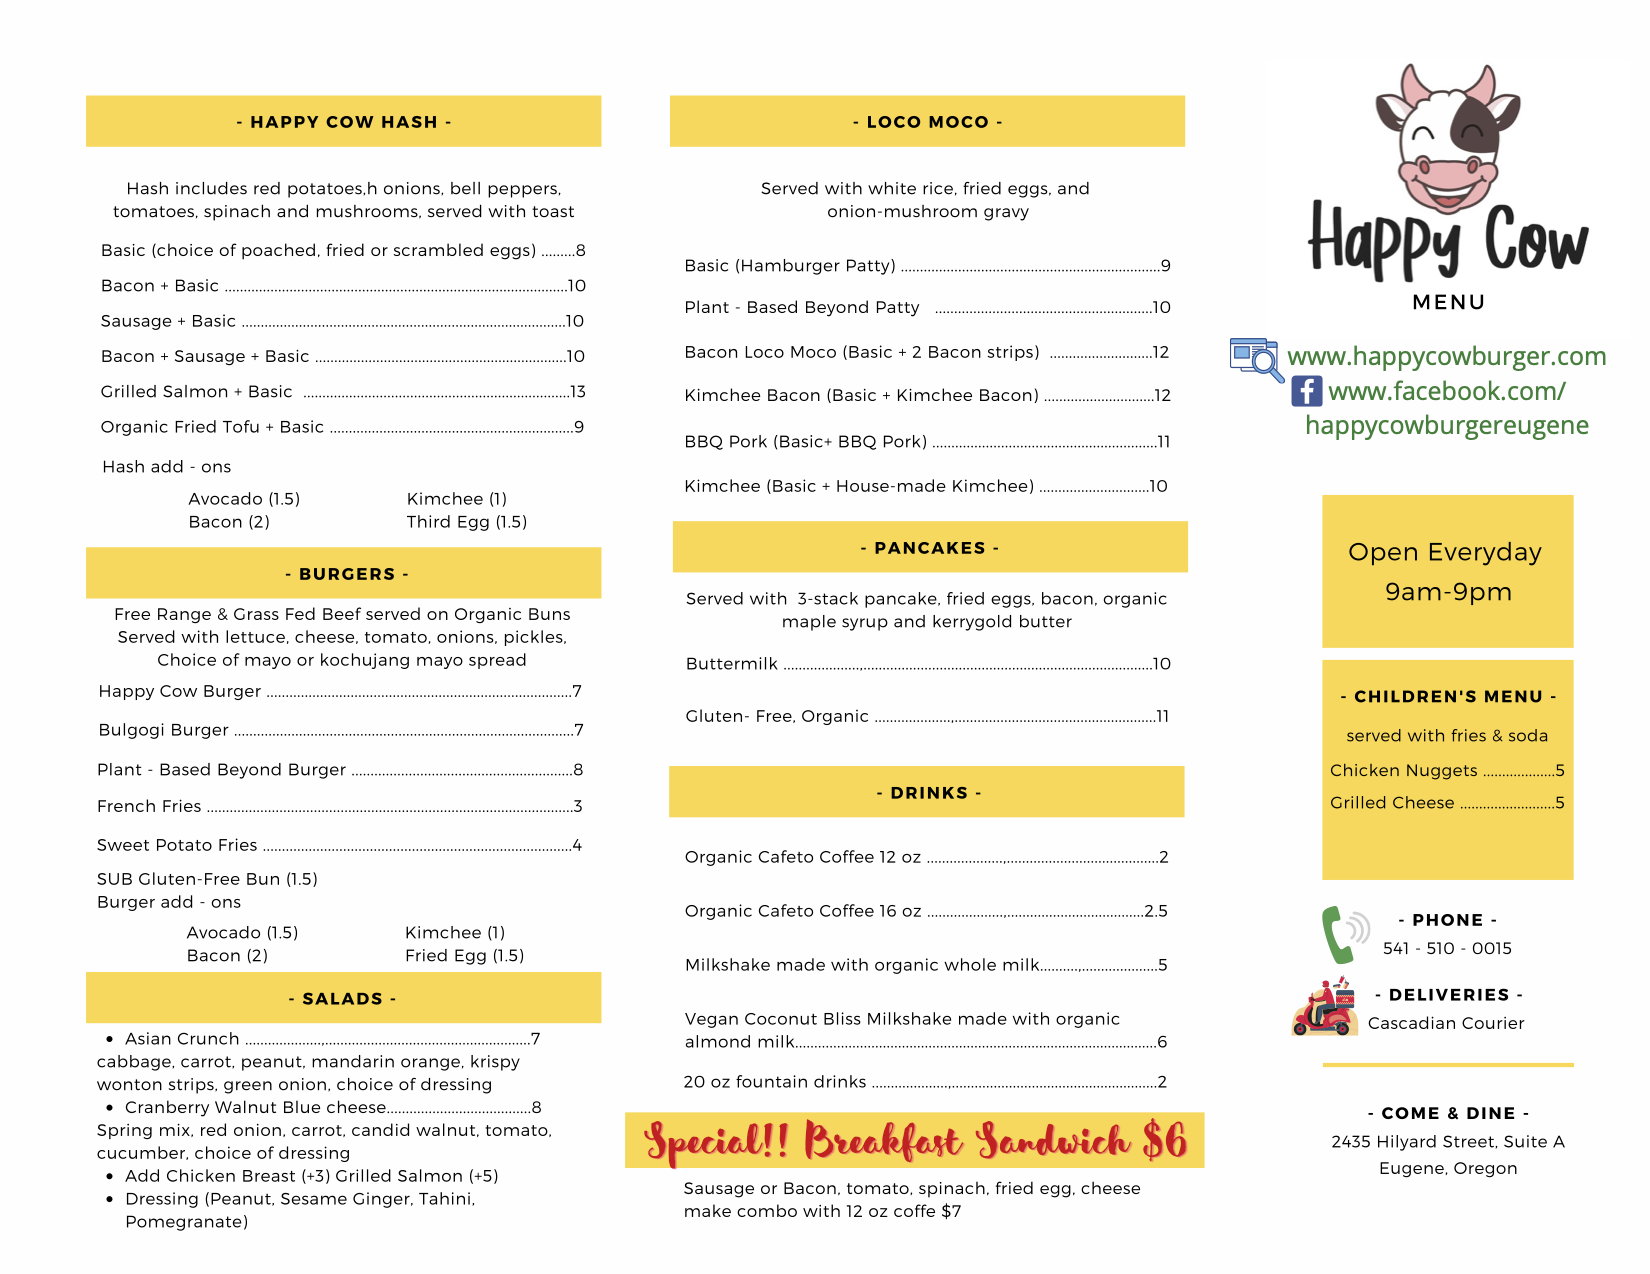 - HAPPY COW HASH -
Hash includes red potatoes,h onions, bell peppers,
tomatoes, spinach and mushrooms, served with toast
Basic (choice of poached, fried or scrambled eggs) .........8
Bacon + Basic ..........................................................................................10
Sausage + Basic .....................................................................................10
Bacon + Sausage + Basic ..................................................................10
Grilled Salmon + Basic ......................................................................13
Organic Fried Tofu + Basic ................................................................9
Hash add - ons
Avocado (1.5) Kimchee (1)
Bacon (2) Third Egg (1.5)
- BURGERS -
Free Range & Grass Fed Beef served on Organic Buns
Served with lettuce, cheese, tomato, onions, pickles,
Choice of mayo or kochujang mayo spread
Happy Cow Burger ................................................................................7
Bulgogi Burger .........................................................................................7
Plant - Based Beyond Burger ..........................................................8
French Fries ................................................................................................3
Sweet Potato Fries .................................................................................4
SUB Gluten-Free Bun (1.5)
Burger add - ons
Avocado (1.5) Kimchee (1)
Bacon (2) Fried Egg (1.5)
- SALADS -
• Asian Crunch ...........................................................................7
cabbage, carrot, peanut, mandarin orange, krispy
wonton strips, green onion, choice of dressing
• Cranberry Walnut Blue cheese......................................8
Spring mix, red onion, carrot, candid walnut, tomato,
cucumber, choice of dressing
• Add Chicken Breast (+3) Grilled Salmon (+5)
• Dressing (Peanut, Sesame Ginger, Tahini,
Pomegranate)
- LOCO MOCO -
Served with white rice, fried eggs, and
onion-mushroom gravy
Basic (Hamburger Patty) ....................................................................9
Plant - Based Beyond Patty .........................................................10
Bacon Loco Moco (Basic + 2 Bacon strips) ...........................12
Kimchee Bacon (Basic + Kimchee Bacon) .............................12
BBQ Pork (Basic+ BBQ Pork) ...........................................................11
Kimchee (Basic + House-made Kimchee) .............................10
- PANCAKES -
Served with 3-stack pancake, fried eggs, bacon, organic
maple syrup and kerrygold butter
Buttermilk ....................,...........................................................................10
Gluten- Free, Organic ....................,.....................................................11
- DRINKS -
Organic Cafeto Coffee 12 oz ....................,........................................2
Organic Cafeto Coffee 16 oz ....................,....................................2.5
Milkshake made with organic whole milk..........,....................5
Vegan Coconut Bliss Milkshake made with organic
almond milk...............................................................................................6
20 oz fountain drinks ....................,......................................................2
Special!! Breakfast Sandwich $6
Sausage or Bacon, tomato, spinach, fried egg, cheese
make combo with 12 oz coffe $7
Happy Cow
MENU
www.happycowburger.com
f www.facebook.com/
happycowburgereugene
Open Everyday
9am-9pm
- CHILDREN'S MENU -
served with fries & soda
Chicken Nuggets ...................5
Grilled Cheese .........................5
- PHONE -
541 - 510 - 0015
- DELIVERIES -
Cascadian Courier
- COME & DINE -
2435 Hilyard Street, Suite A
Eugene, Oregon